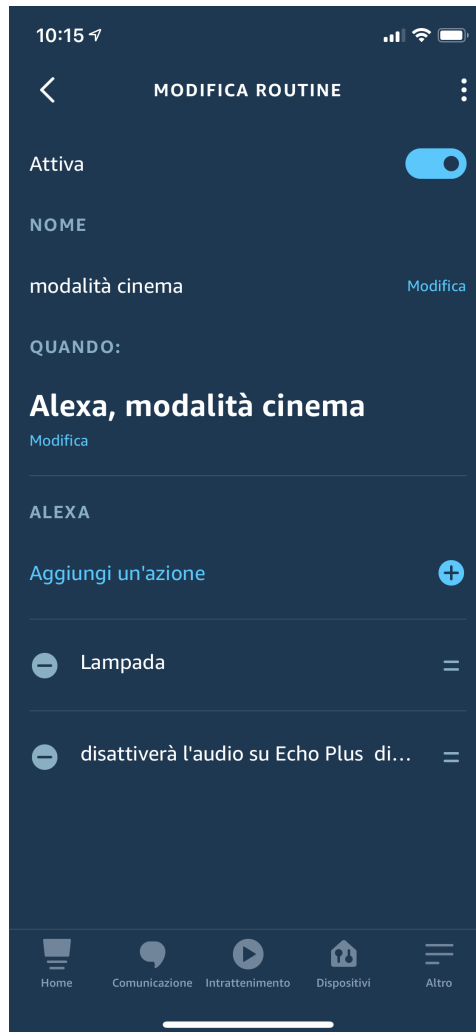 10:15
MODIFICA ROUTINE
Attiva
NOME
modalità cinema Modifica
QUANDO:
Alexa, modalità cinema
Modifica
ALEXA
Aggiungi un'azione
Lampada
disattiverà l'audio su Echo Plus di...
Home Comunicazione Intrattenimento Dispositivi Altro